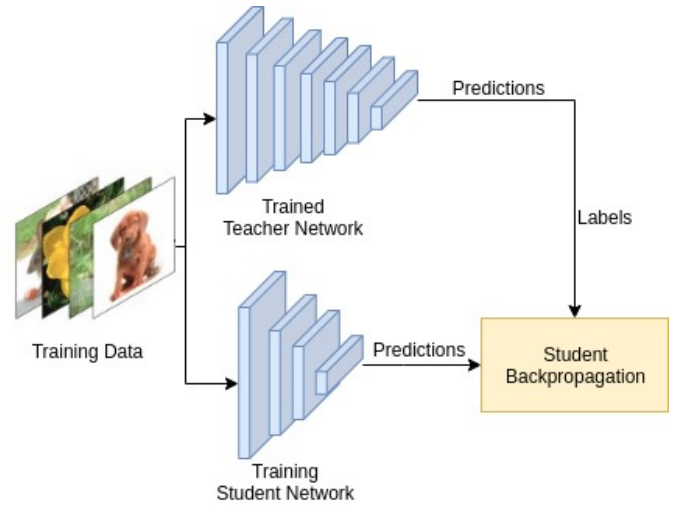 Predictions
Trained
Teacher Network
Labels
Training Data
Predictions
Student
Backpropagation
Training
Student Network